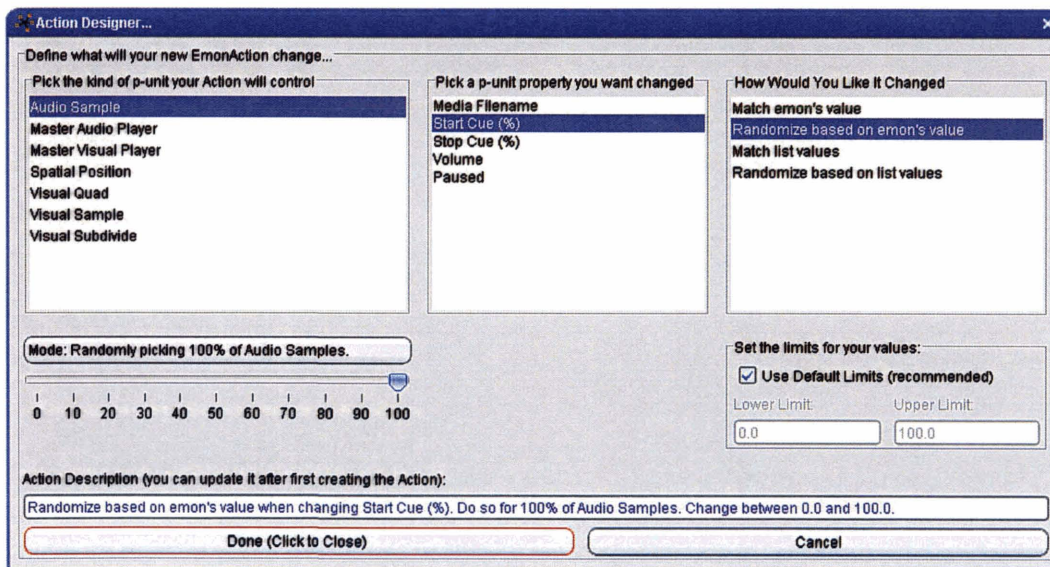 Action Designer...
Define what will your new EmonAction change...
Pick the kind of p-unit your Action will control
Audio Sample
Master Audio Player
Master Visual Player
Spatial Position
Visual Quad
Visual Sample
Visual Subdivide
Pick a p-unit property you want changed
Media Filename
Start Cue (%)
Stop Cue (%)
Volume
Paused
How Would You Like It Changed
Match emon's value
Randomize based on emon's value
Match list values
Randomize based on list values
Mode: Randomly picking 100% of Audio Samples.
0 10 20 30 40 50 60 70 80 90 100
Set the limits for your values:
Use Default Limits (recommended)
Lower Limit: Upper Limit:
0.0 100.0
Action Description (you can update it after first creating the Action):
Randomize based on emon's value when changing Start Cue (%). Do so for 100% of Audio Samples. Change between 0.0 and 100.0.
Done (Click to Close) Cancel